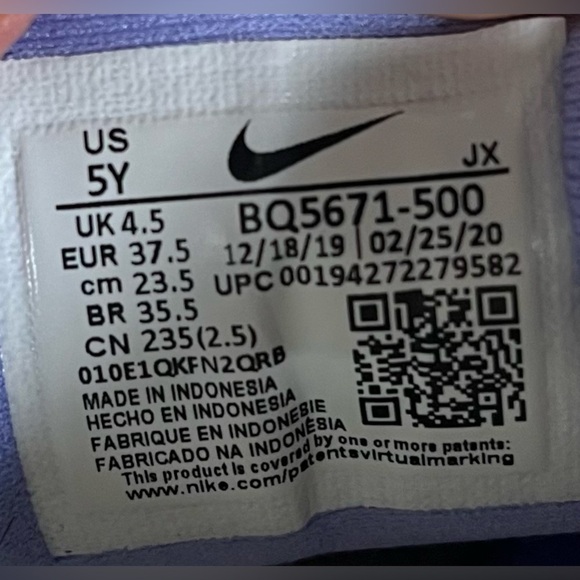 US
5Y
JX
UK 4.5
BQ5671-500
EUR 37.5
12/18/19 | 02/25/20
cm 23.5
UPC 00194272279582
BR 35.5
CN 235(2.5)
010E1QKFN2QRB
MADE IN INDONESIA
HECHO EN INDONESIA
FABRIQUE EN INDONESIE
FABRICADO NA INDONÉSIA
This product is covered by one or more patents:
www.nike.com/patentsvirtualmarking